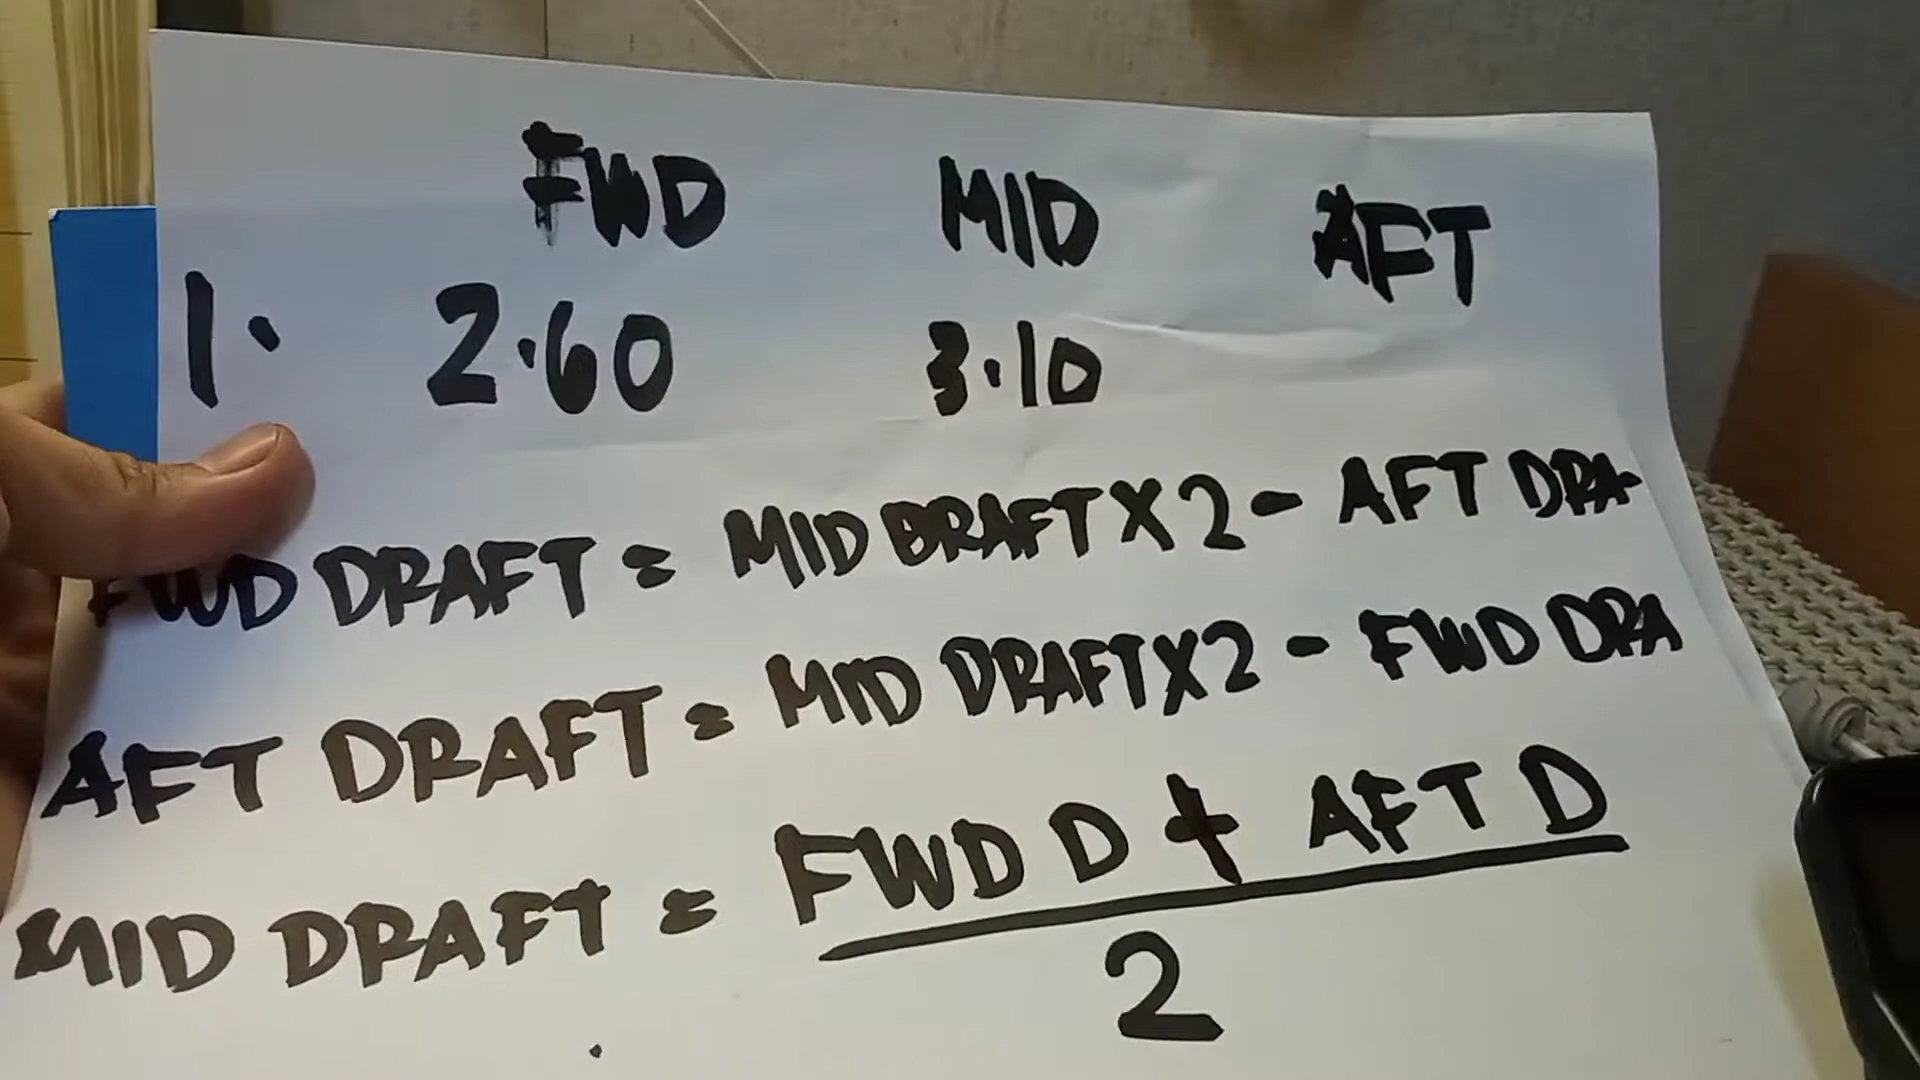 FWD MID AFT
1. 2.60 3.10
FWD DRAFT = MID DRAFT X 2 - AFT DRA
AFT DRAFT = MID DRAFT X 2 - FWD DRA
MID DRAFT = FWD D + AFT D
2